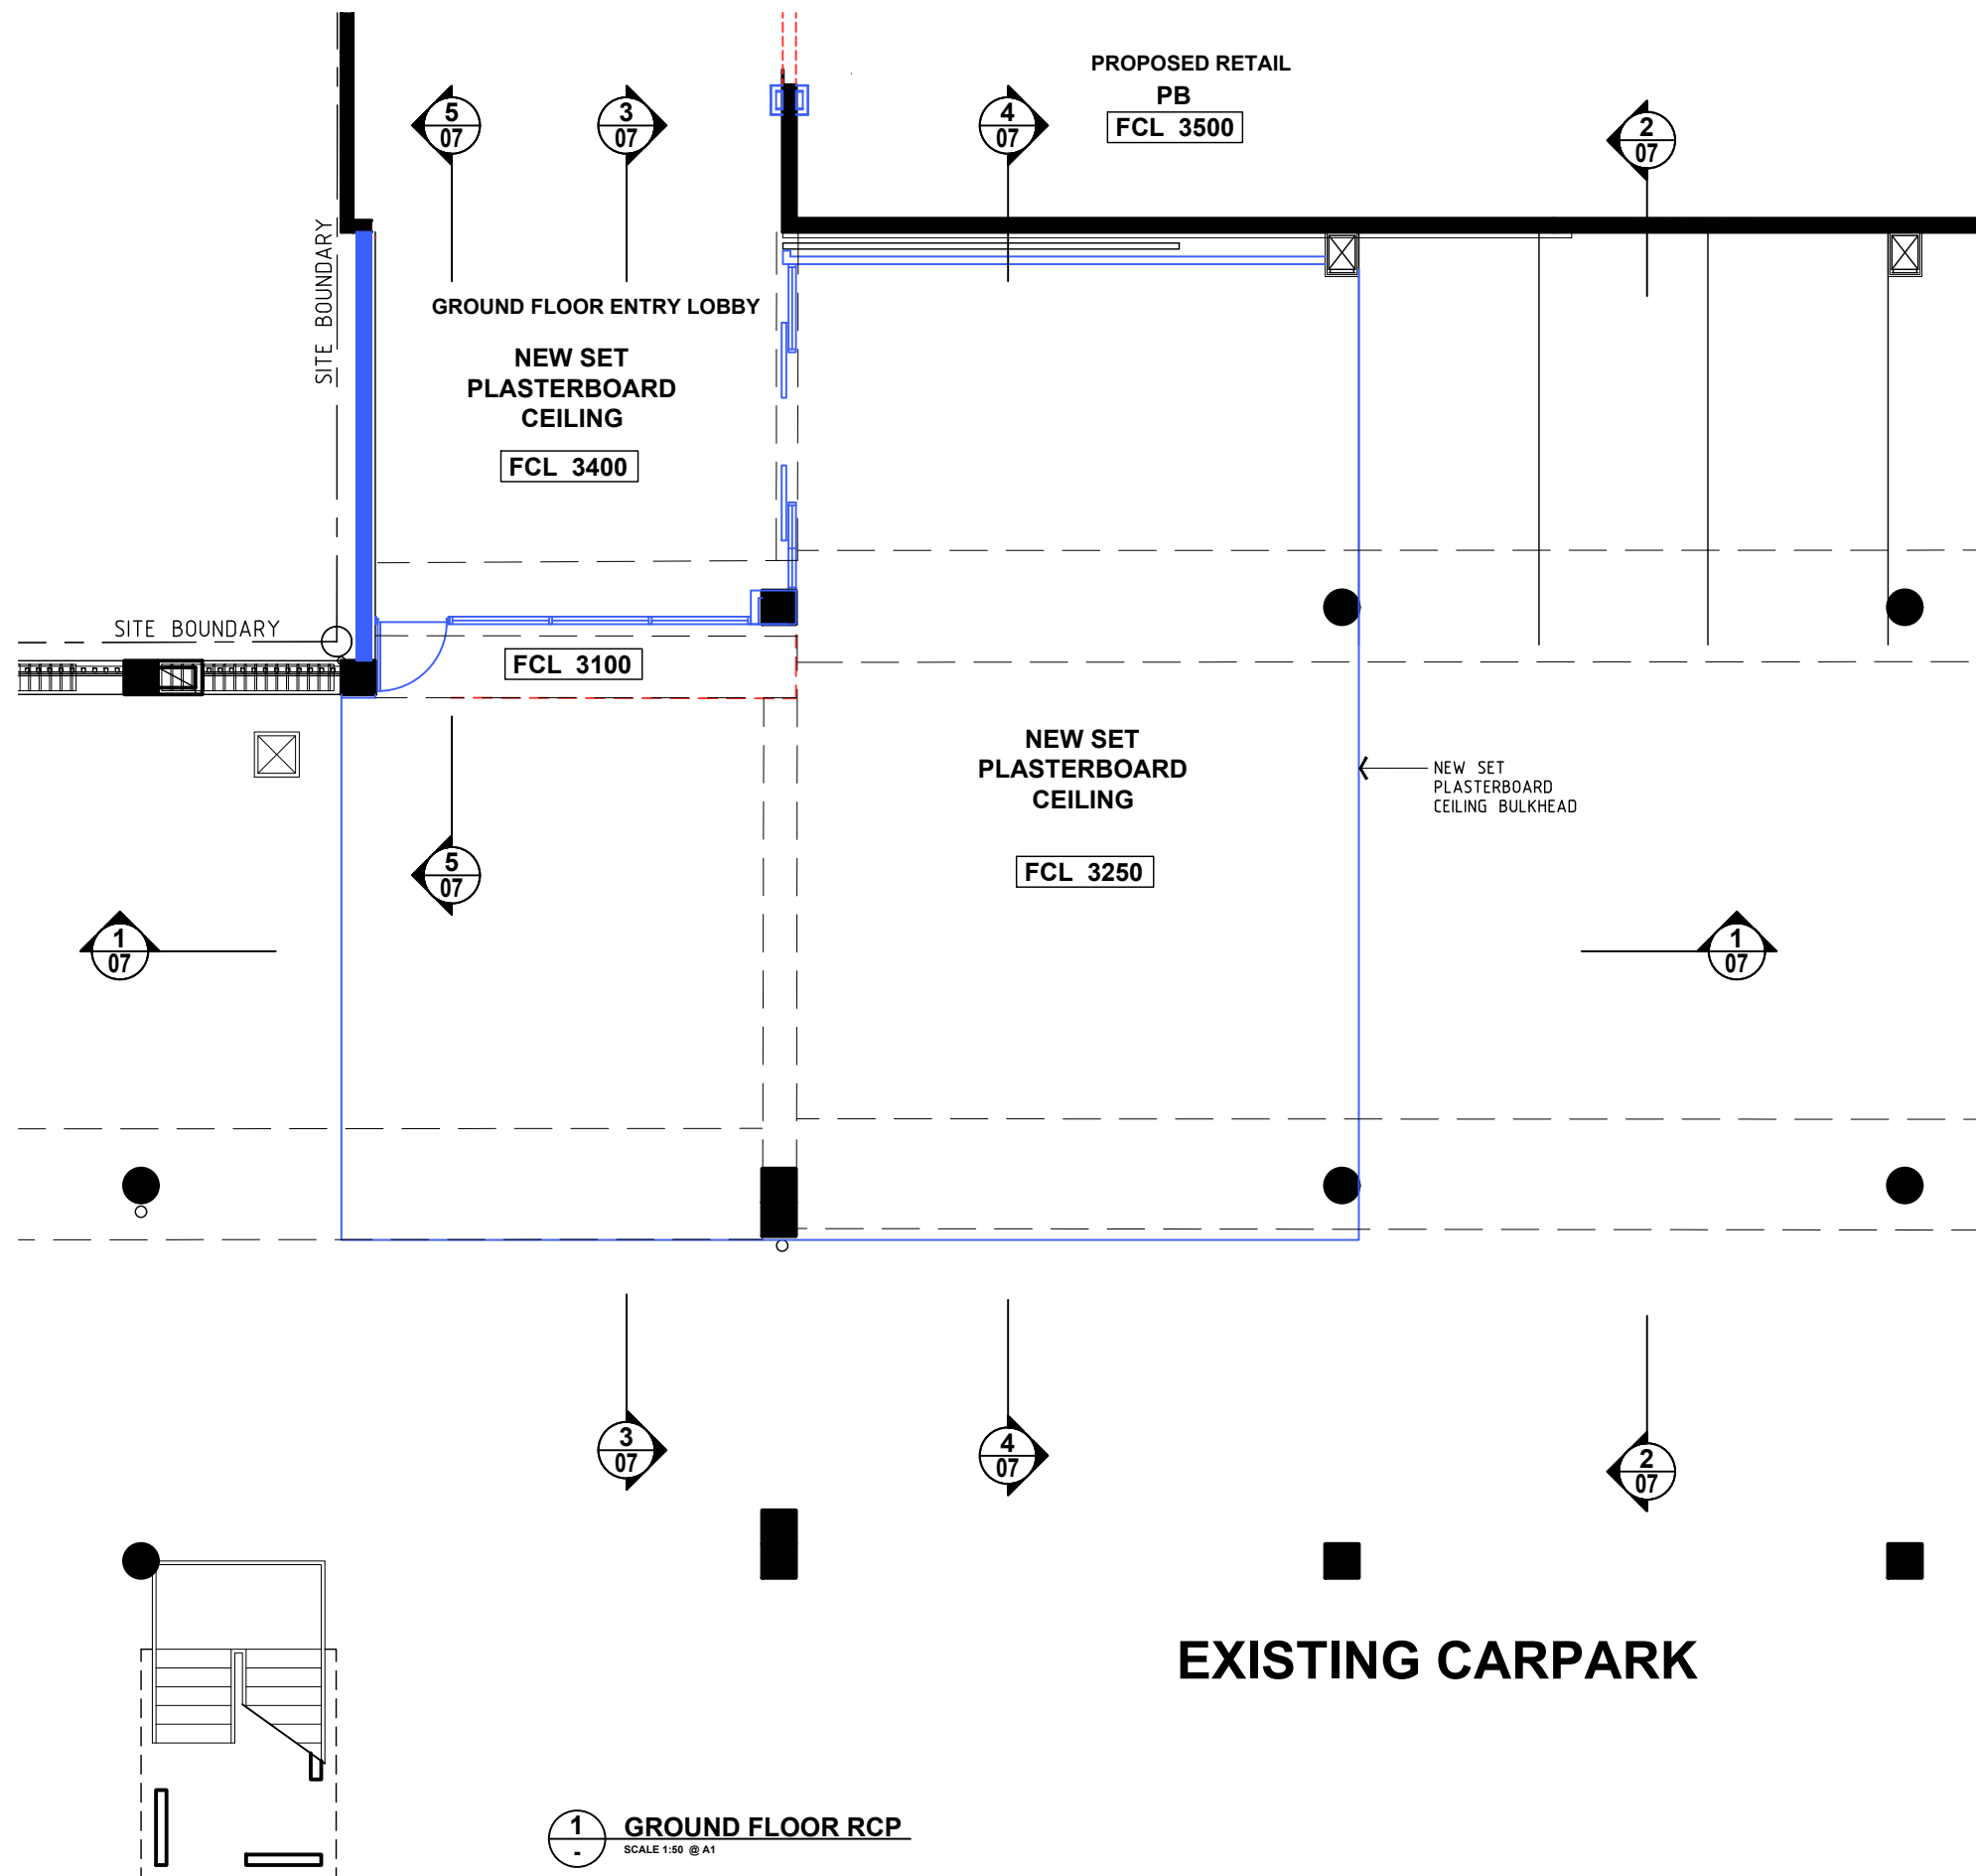 PROPOSED RETAIL
PB
FCL 3500
5
07
3
07
4
07
2
07
SITE BOUNDARY
GROUND FLOOR ENTRY LOBBY
NEW SET
PLASTERBOARD
CEILING
FCL 3400
SITE BOUNDARY
FCL 3100
NEW SET
PLASTERBOARD
CEILING
FCL 3250
NEW SET
PLASTERBOARD
CEILING BULKHEAD
5
07
1
07
1
07
3
07
4
07
2
07
EXISTING CARPARK
1
-
GROUND FLOOR RCP
SCALE 1:50 @ A1